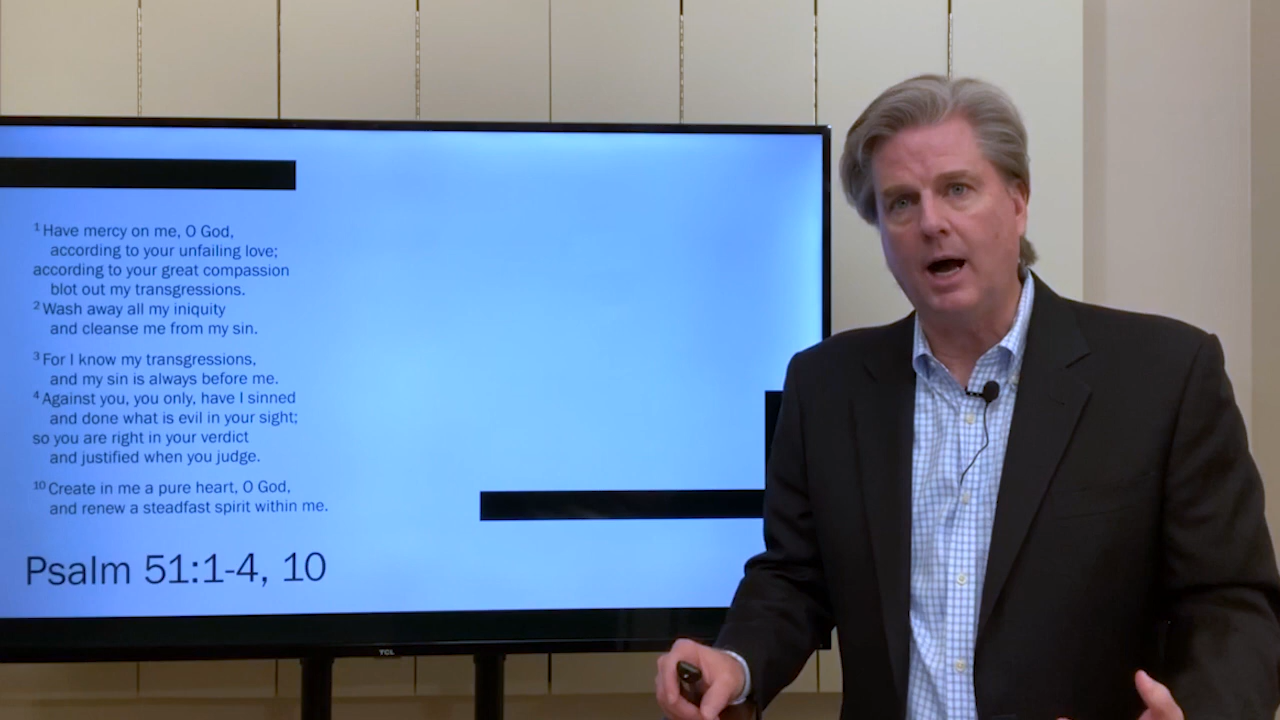 1 Have mercy on me, O God,
according to your unfailing love;
according to your great compassion
blot out my transgressions.
2 Wash away all my iniquity
and cleanse me from my sin.
3 For I know my transgressions,
and my sin is always before me.
4 Against you, you only, have I sinned
and done what is evil in your sight;
so you are right in your verdict
and justified when you judge.
10 Create in me a pure heart, O God,
and renew a steadfast spirit within me.
Psalm 51:1-4, 10
TCL